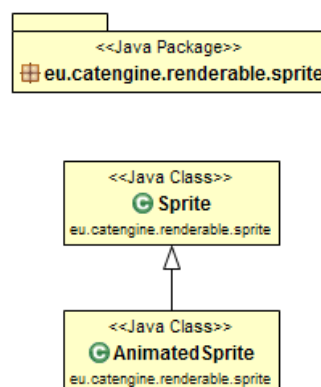 <<Java Package>>
eu.catengine.renderable.sprite
<<Java Class>>
Sprite
eu.catengine.renderable.sprite
<<Java Class>>
AnimatedSprite
eu.catengine.renderable.sprite